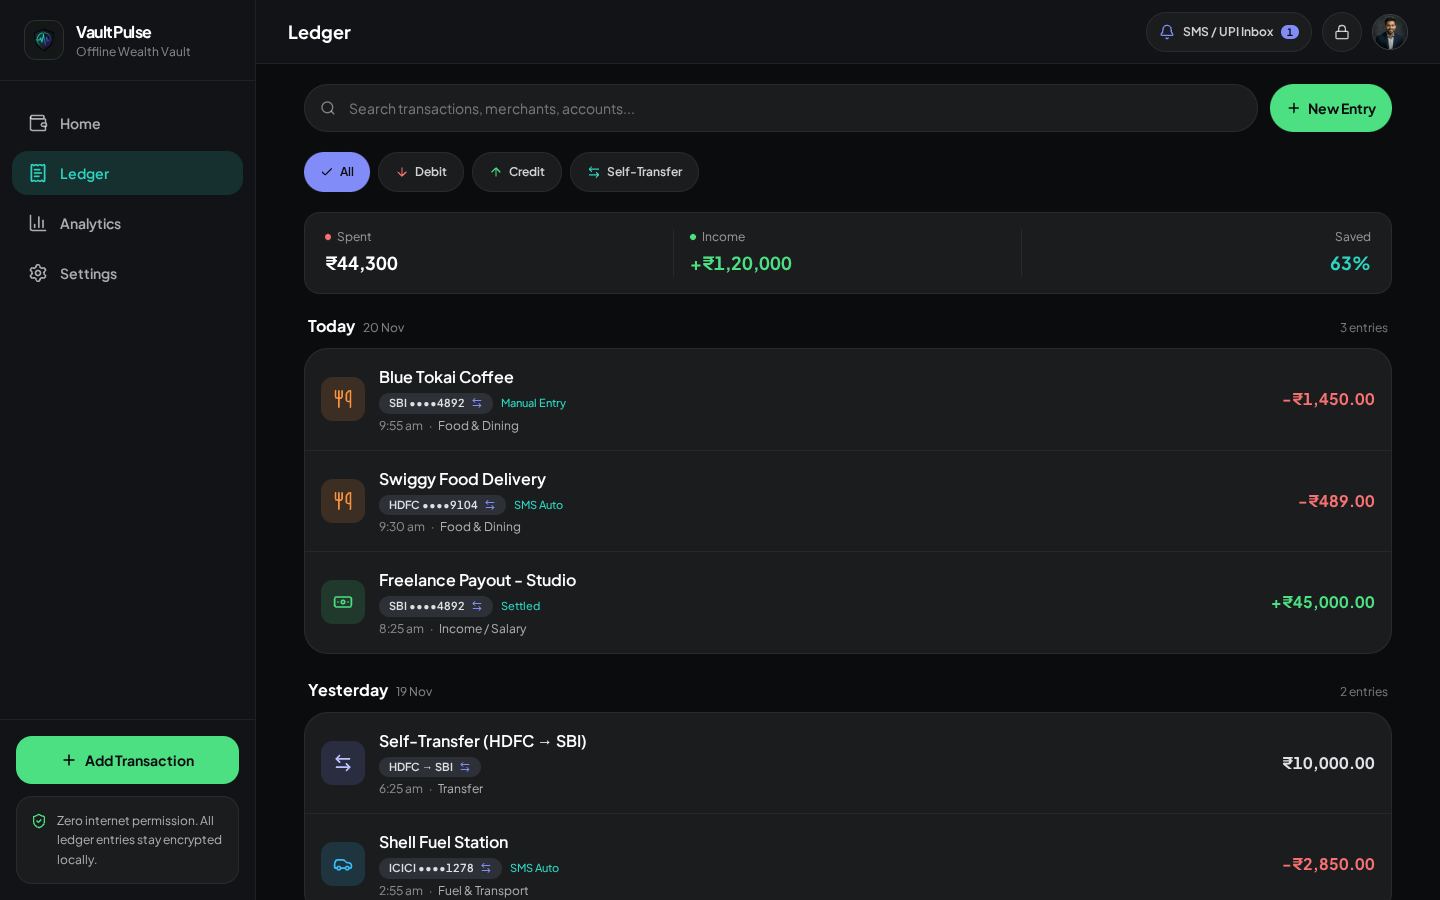 VaultPulse
Offline Wealth Vault
Home
Ledger
Analytics
Settings
Add Transaction
Zero internet permission. All
ledger entries stay encrypted
locally.
Ledger
SMS / UPI Inbox 1
Search transactions, merchants, accounts...
New Entry
All
Debit
Credit
Self-Transfer
Spent
₹44,300
Income
+₹1,20,000
Saved
63%
Today 20 Nov
3 entries
Blue Tokai Coffee
SBI ••••4892 Manual Entry
9:55 am · Food & Dining
-₹1,450.00
Swiggy Food Delivery
HDFC ••••9104 SMS Auto
9:30 am · Food & Dining
-₹489.00
Freelance Payout - Studio
SBI ••••4892 Settled
8:25 am · Income / Salary
+₹45,000.00
Yesterday 19 Nov
2 entries
Self-Transfer (HDFC → SBI)
HDFC → SBI
6:25 am · Transfer
₹10,000.00
Shell Fuel Station
ICICI ••••1278 SMS Auto
2:55 am · Fuel & Transport
-₹2,850.00